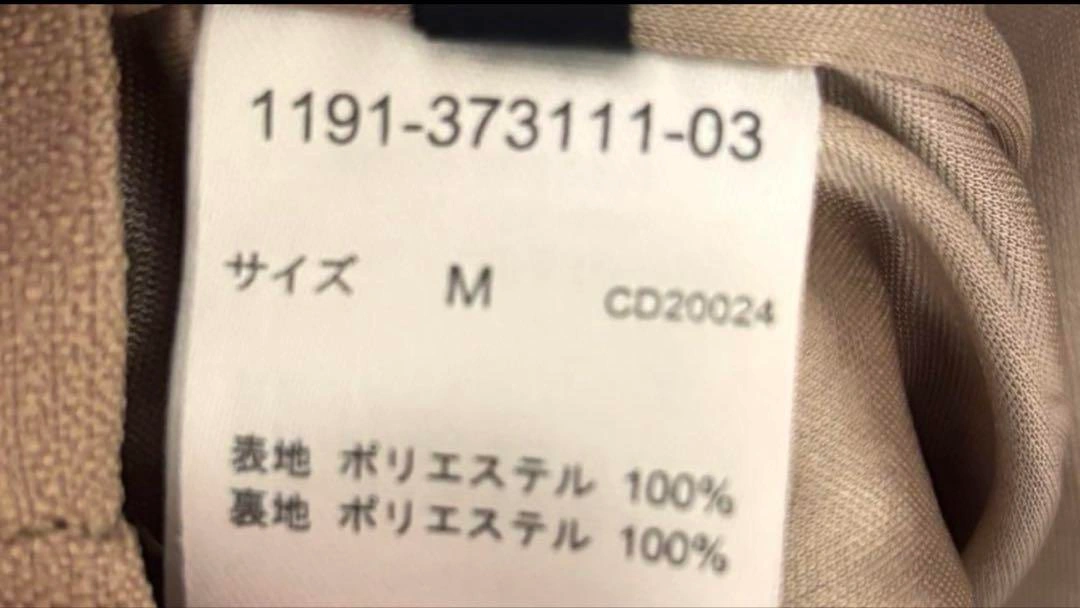 1191-373111-03
サイズ M CD20024
表地 ポリエステル 100%
裏地 ポリエステル 100%